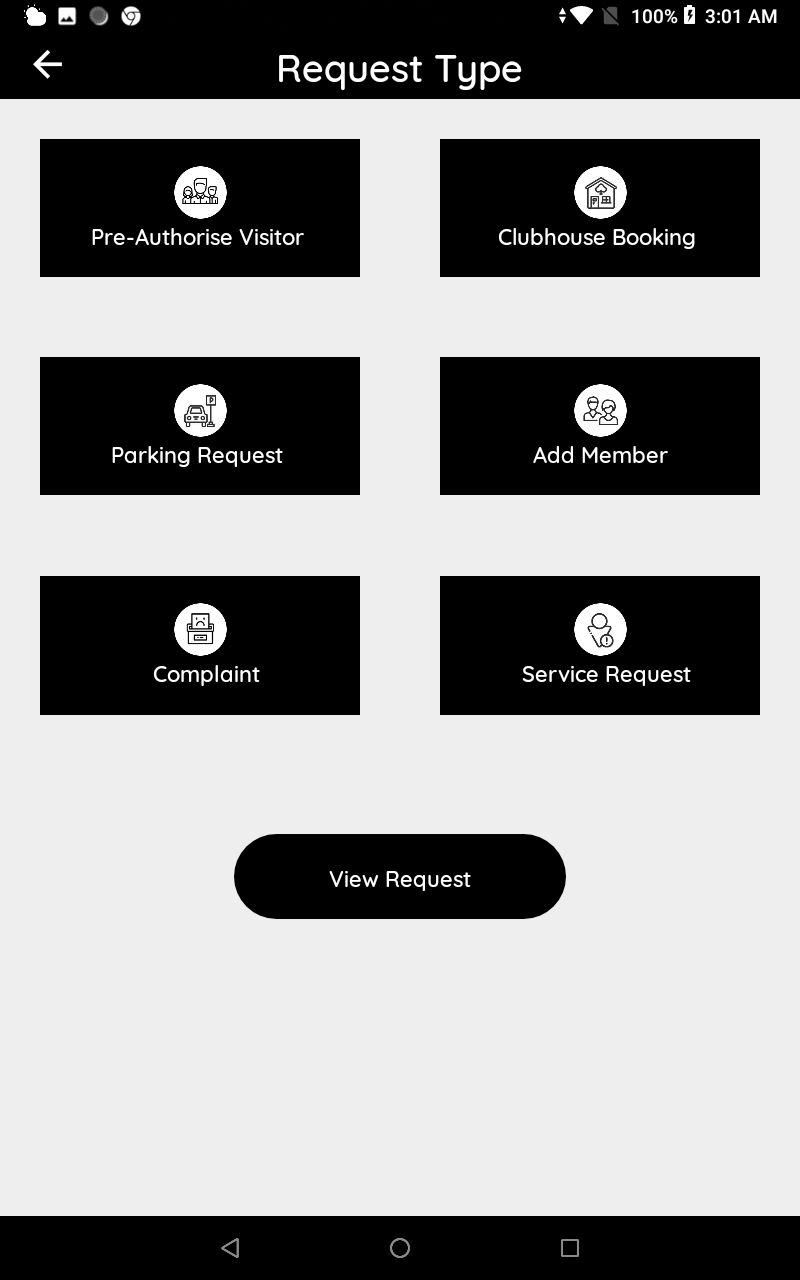 100% 3:01 AM
Request Type
Pre-Authorise Visitor
Clubhouse Booking
Parking Request
Add Member
Complaint
Service Request
View Request